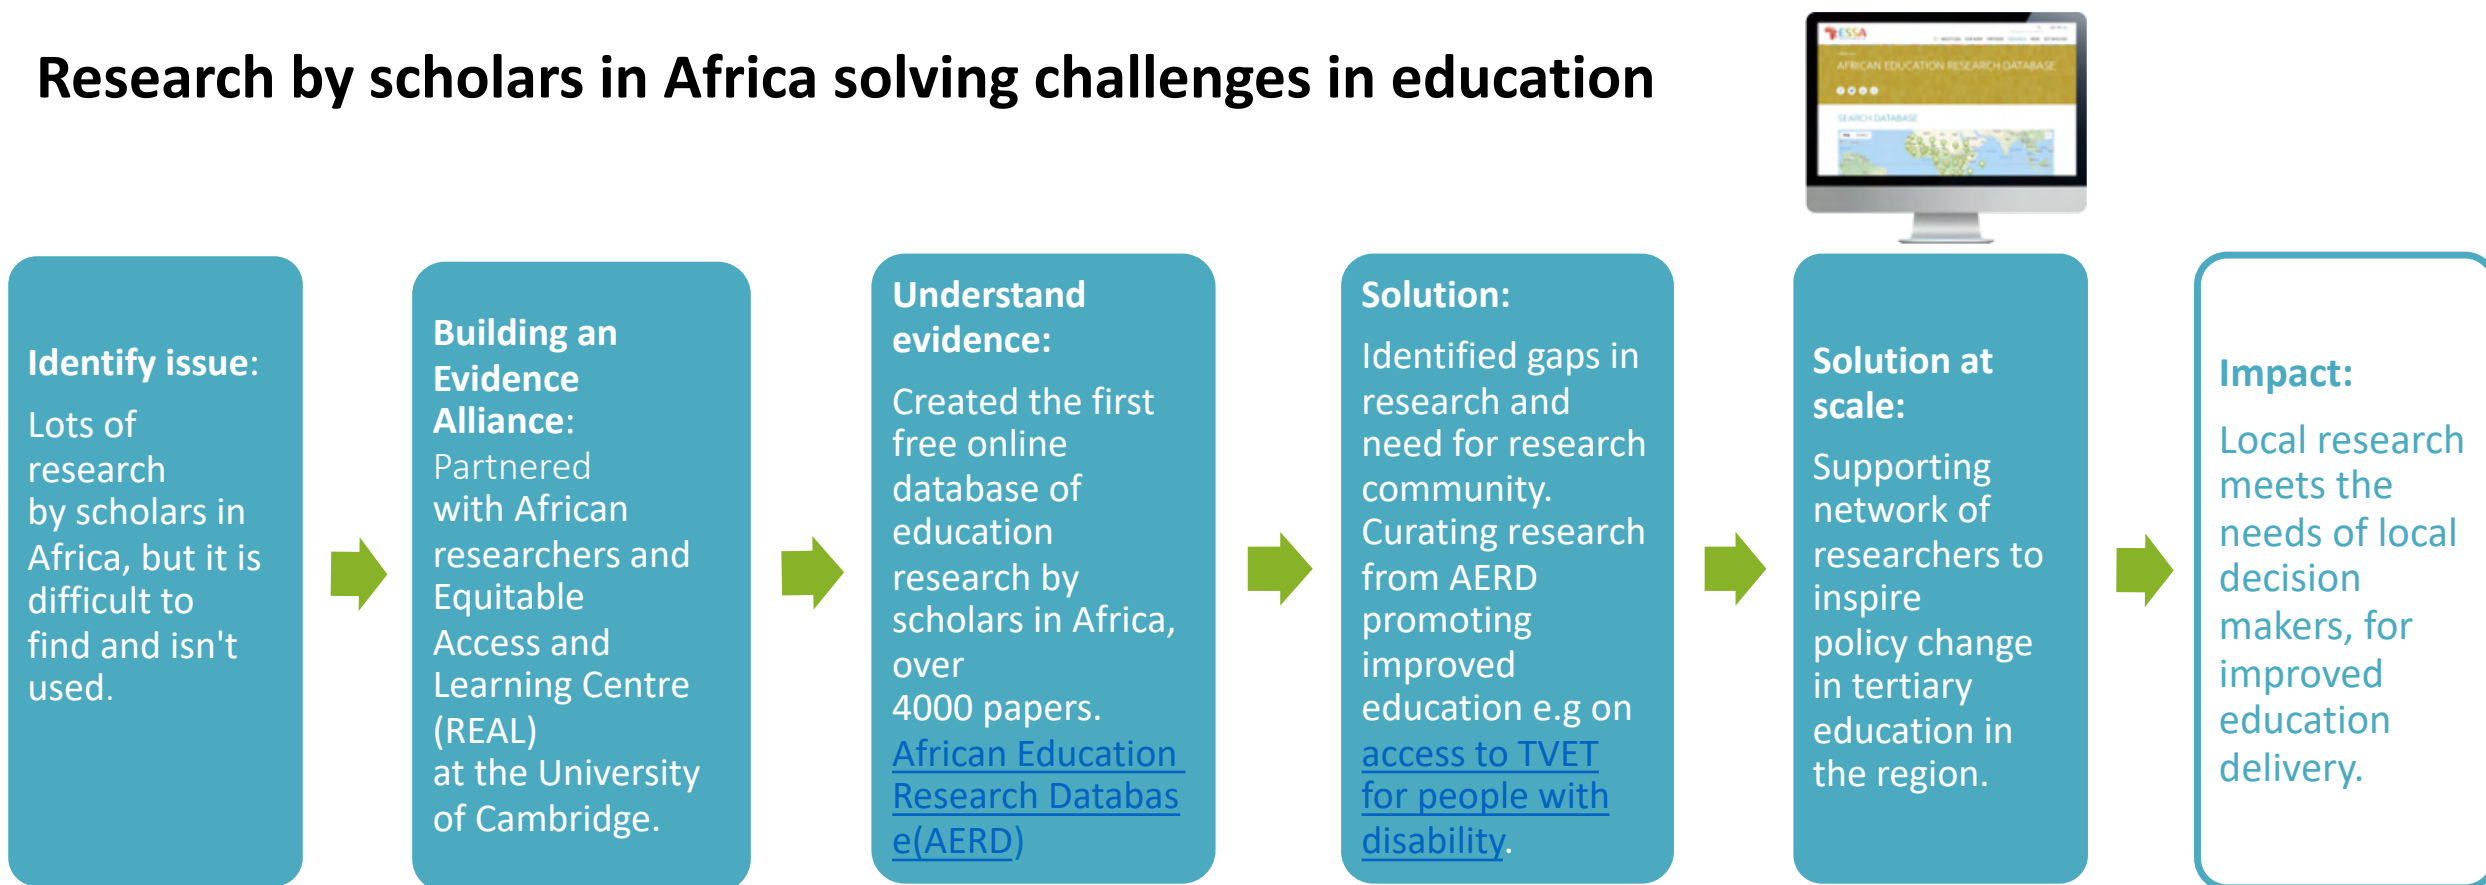 Research by scholars in Africa solving challenges in education
ESSA
AFRICAN EDUCATION RESEARCH DATABASE
SEARCH DATABASE
Identify issue:
Lots of
research
by scholars in
Africa, but it is
difficult to
find and isn't
used.
Building an
Evidence
Alliance:
Partnered
with African
researchers and
Equitable
Access and
Learning Centre
(REAL)
at the University
of Cambridge.
Understand
evidence:
Created the first
free online
database of
education
research by
scholars in Africa,
over
4000 papers.
African Education
Research Databas
e(AERD)
Solution:
Identified gaps in
research and
need for research
community.
Curating research
from AERD
promoting
improved
education e.g on
access to TVET
for people with
disability.
Solution at
scale:
Supporting
network of
researchers to
inspire
policy change
in tertiary
education in
the region.
Impact:
Local research
meets the
needs of local
decision
makers, for
improved
education
delivery.